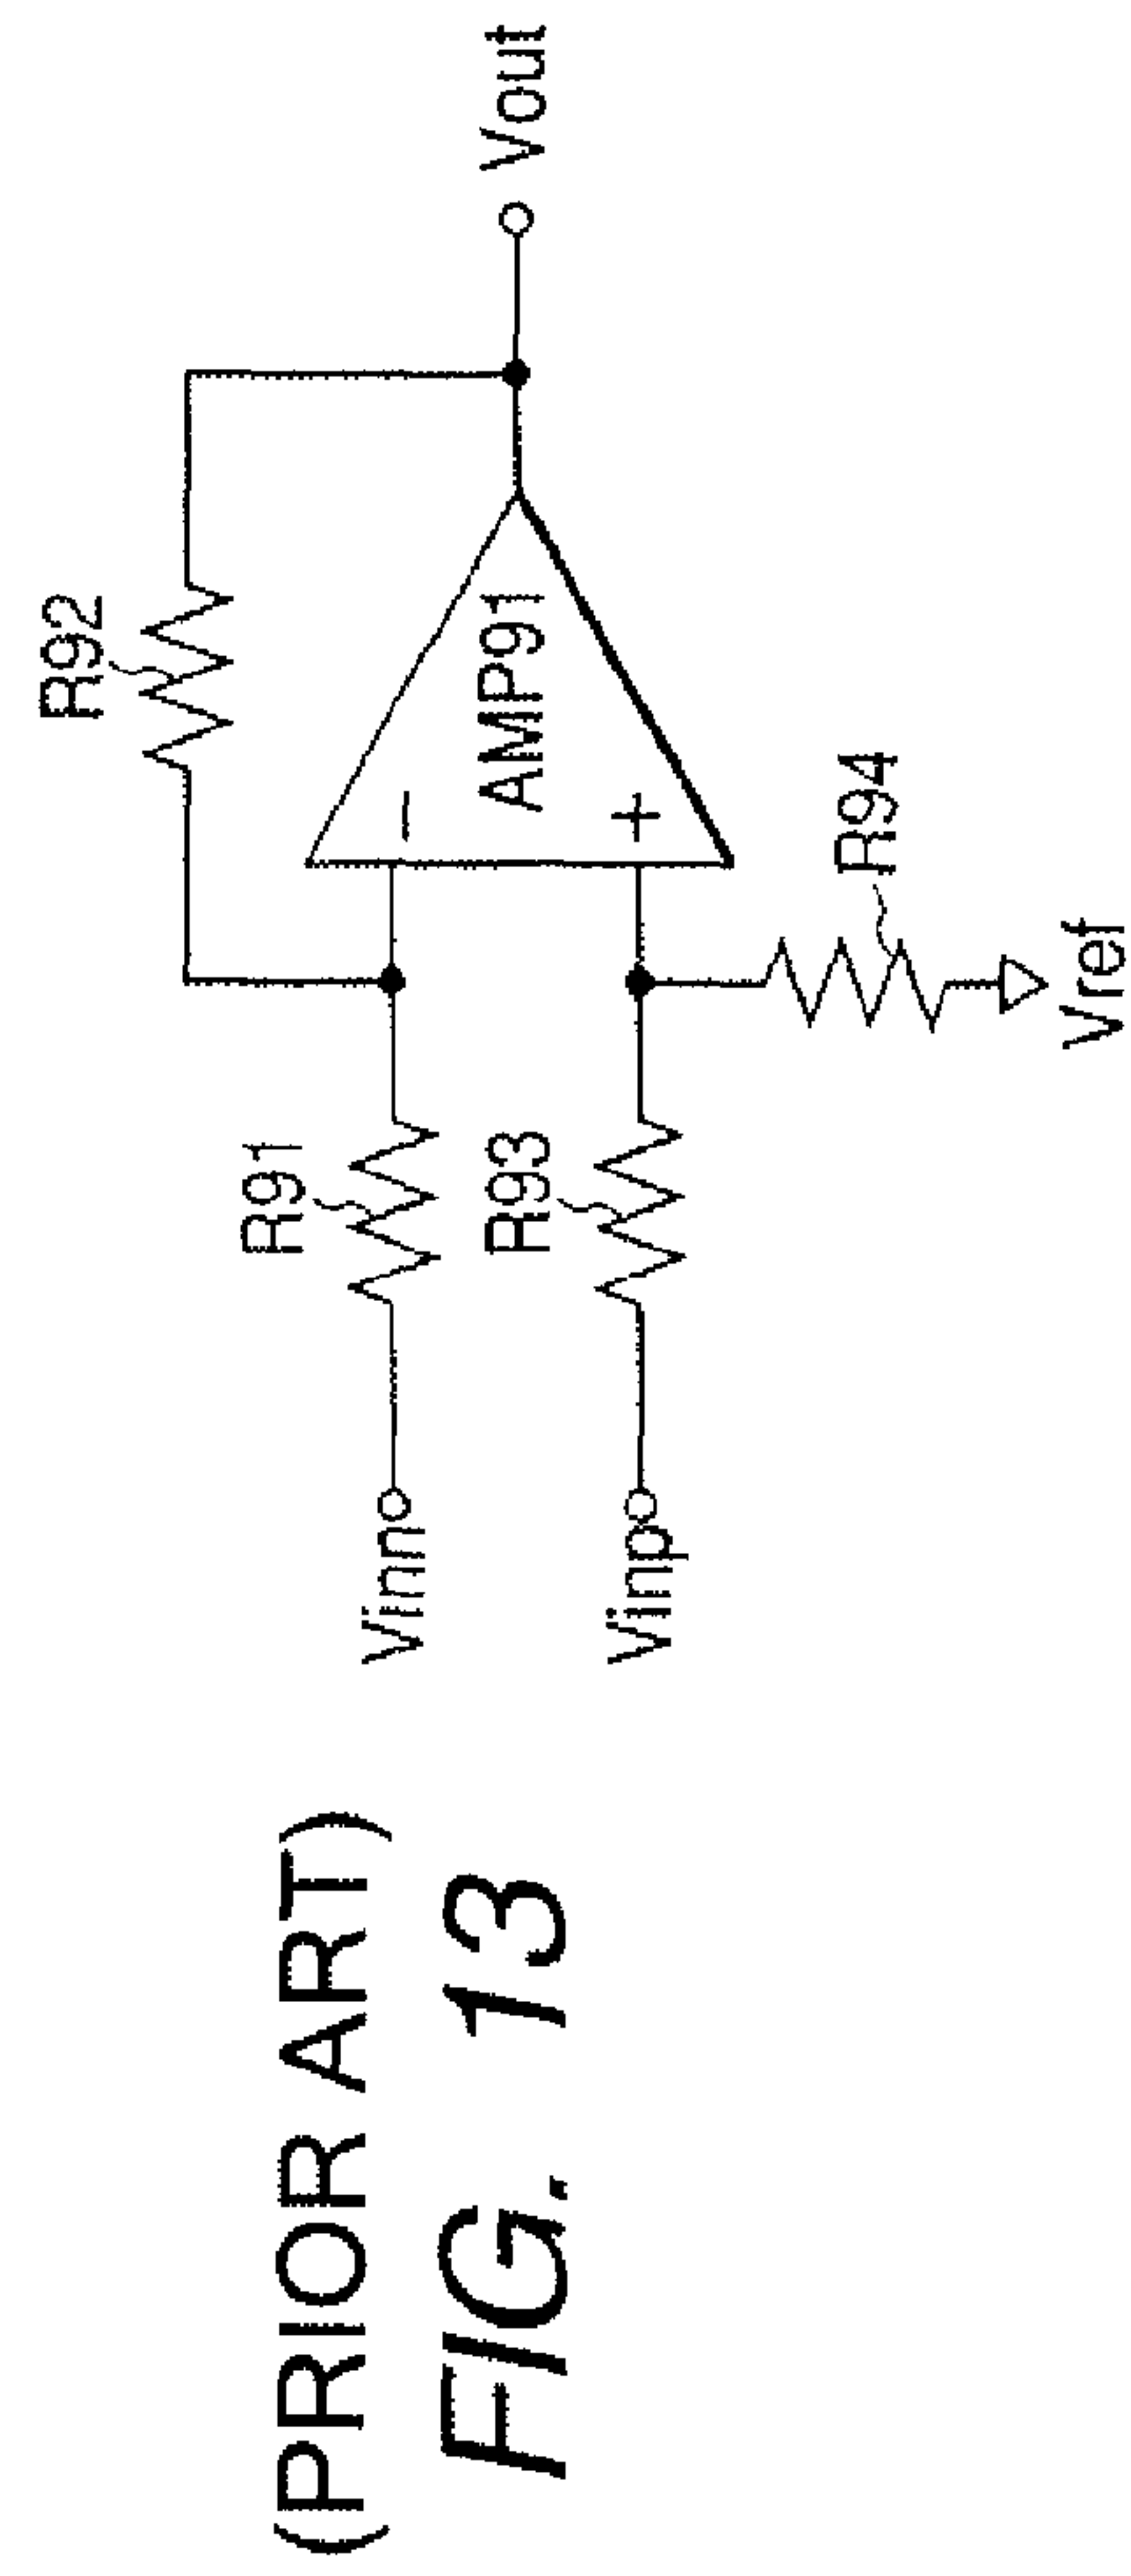 (PRIOR ART)
FIG. 13
R92
R91
Vinn
−
AMP91
Vout
R93
Vinp
+
R94
Vref